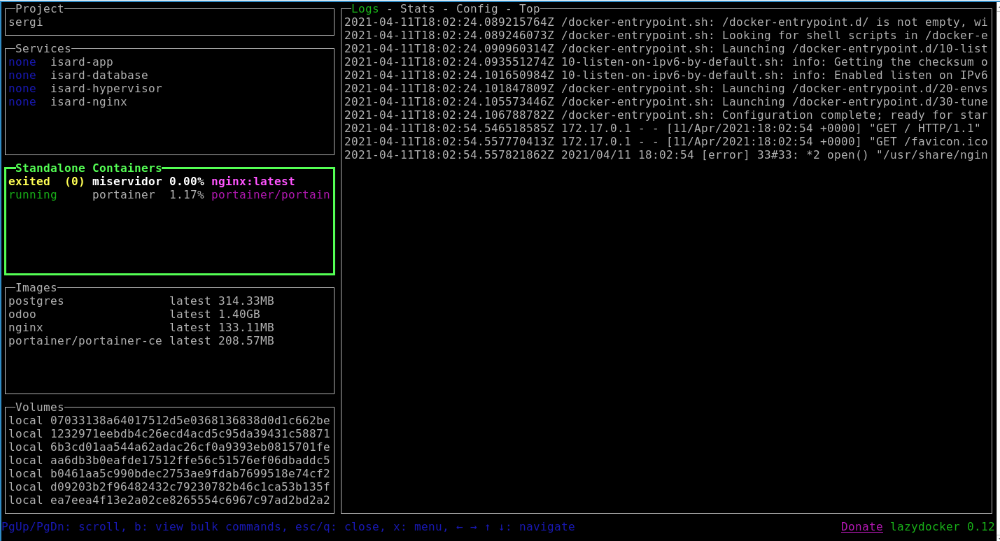 Project
sergi
Services
none isard-app
none isard-database
none isard-hypervisor
none isard-nginx
Standalone Containers
exited (0) miservidor 0.00% nginx:latest
running portainer 1.17% portainer/portain
Images
postgres latest 314.33MB
odoo latest 1.40GB
nginx latest 133.11MB
portainer/portainer-ce latest 208.57MB
Volumes
local 07033138a64017512d5e0368136838d0d1c662be
local 1232971eebdb4c26ecd4acd5c95da39431c58871
local 6b3cd01aa544a62adac26cf0a9393eb0815701fe
local aa6db3b0eafde17512ffe56c51576ef06dbaddc5
local b0461aa5c990bdec2753ae9fdab7699518e74cf2
local d09203b2f96482432c79230782b46c1ca53b135f
local ea7eea4f13e2a02ce8265554c6967c97ad2bd2a2
Logs - Stats - Config - Top
2021-04-11T18:02:24.089215764Z /docker-entrypoint.sh: /docker-entrypoint.d/ is not empty, wi
2021-04-11T18:02:24.089246073Z /docker-entrypoint.sh: Looking for shell scripts in /docker-e
2021-04-11T18:02:24.090960314Z /docker-entrypoint.sh: Launching /docker-entrypoint.d/10-list
2021-04-11T18:02:24.093551274Z 10-listen-on-ipv6-by-default.sh: info: Getting the checksum o
2021-04-11T18:02:24.101650984Z 10-listen-on-ipv6-by-default.sh: info: Enabled listen on IPv6
2021-04-11T18:02:24.101847809Z /docker-entrypoint.sh: Launching /docker-entrypoint.d/20-envs
2021-04-11T18:02:24.105573446Z /docker-entrypoint.sh: Launching /docker-entrypoint.d/30-tune
2021-04-11T18:02:24.106788782Z /docker-entrypoint.sh: Configuration complete; ready for star
2021-04-11T18:02:54.546518585Z 172.17.0.1 - - [11/Apr/2021:18:02:54 +0000] "GET / HTTP/1.1"
2021-04-11T18:02:54.557770413Z 172.17.0.1 - - [11/Apr/2021:18:02:54 +0000] "GET /favicon.ico
2021-04-11T18:02:54.557821862Z 2021/04/11 18:02:54 [error] 33#33: *2 open() "/usr/share/ngin
PgUp/PgDn: scroll, b: view bulk commands, esc/q: close, x: menu, ← → ↑ ↓: navigate
Donate lazydocker 0.12